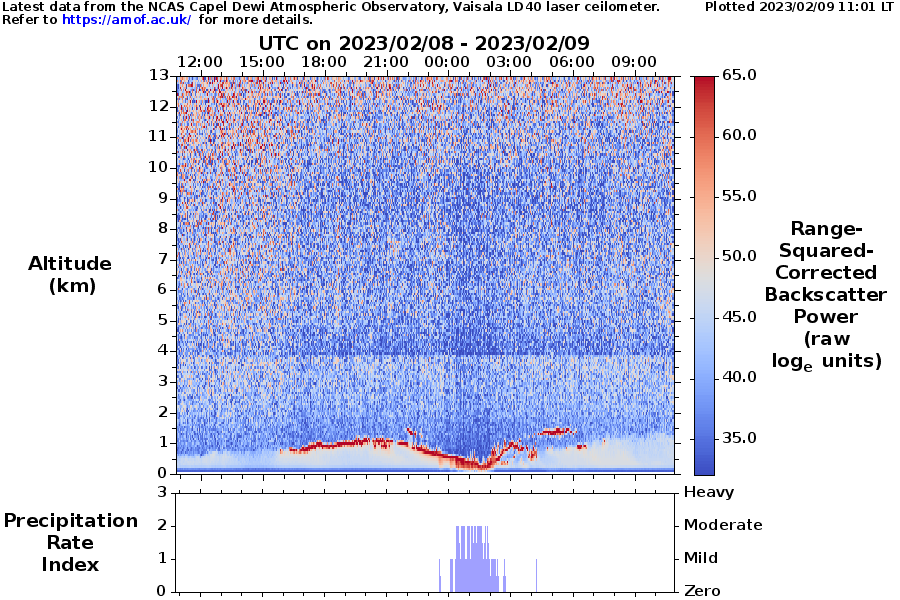 Latest data from the NCAS Capel Dewi Atmospheric Observatory, Vaisala LD40 laser ceilometer.
Plotted 2023/02/09 11:01 LT
Refer to https://amof.ac.uk/ for more details.
UTC on 2023/02/08 - 2023/02/09
12:00 15:00 18:00 21:00 00:00 03:00 06:00 09:00
13
12
11
10
9
8
7
6
5
4
3
2
1
0
Altitude
(km)
65.0
60.0
55.0
50.0
45.0
40.0
35.0
Range-
Squared-
Corrected
Backscatter
Power
(raw
loge units)
3
2
1
0
Precipitation
Rate
Index
Heavy
Moderate
Mild
Zero